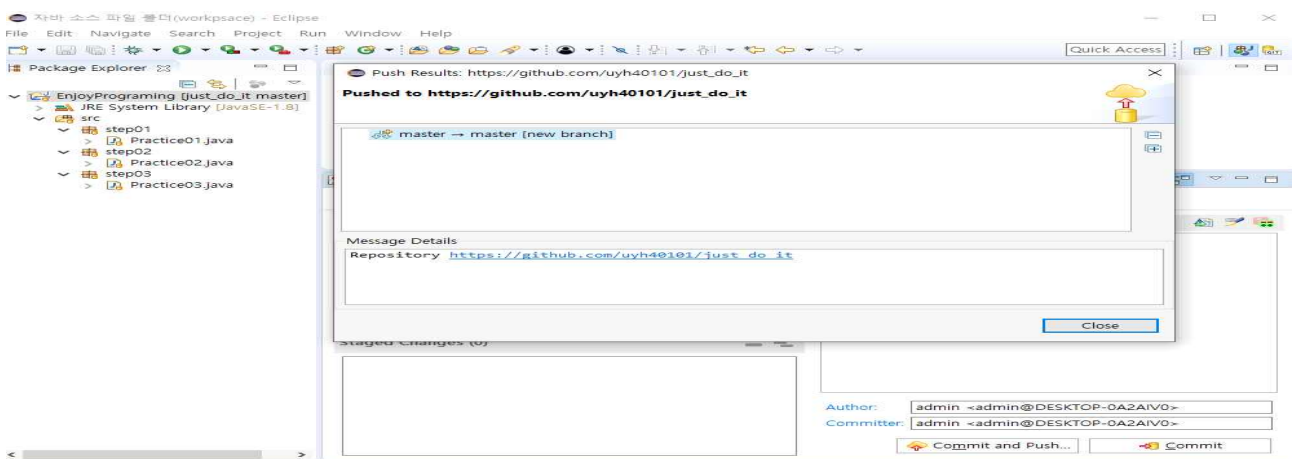 자바 소스 파일 폴더(workpsace) - Eclipse
File Edit Navigate Search Project Run Window Help
Quick Access
Package Explorer
EnjoyPrograming [just_do_it master]
JRE System Library [JavaSE-1.8]
src
step01
Practice01.java
step02
Practice02.java
step03
Practice03.java
Push Results: https://github.com/uyh40101/just_do_it
Pushed to https://github.com/uyh40101/just_do_it
master → master [new branch]
Message Details
Repository https://github.com/uyh40101/just_do_it
Close
Staged Changes (0)
Author: admin <admin@DESKTOP-0A2AIV0>
Committer: admin <admin@DESKTOP-0A2AIV0>
Commit and Push... Commit